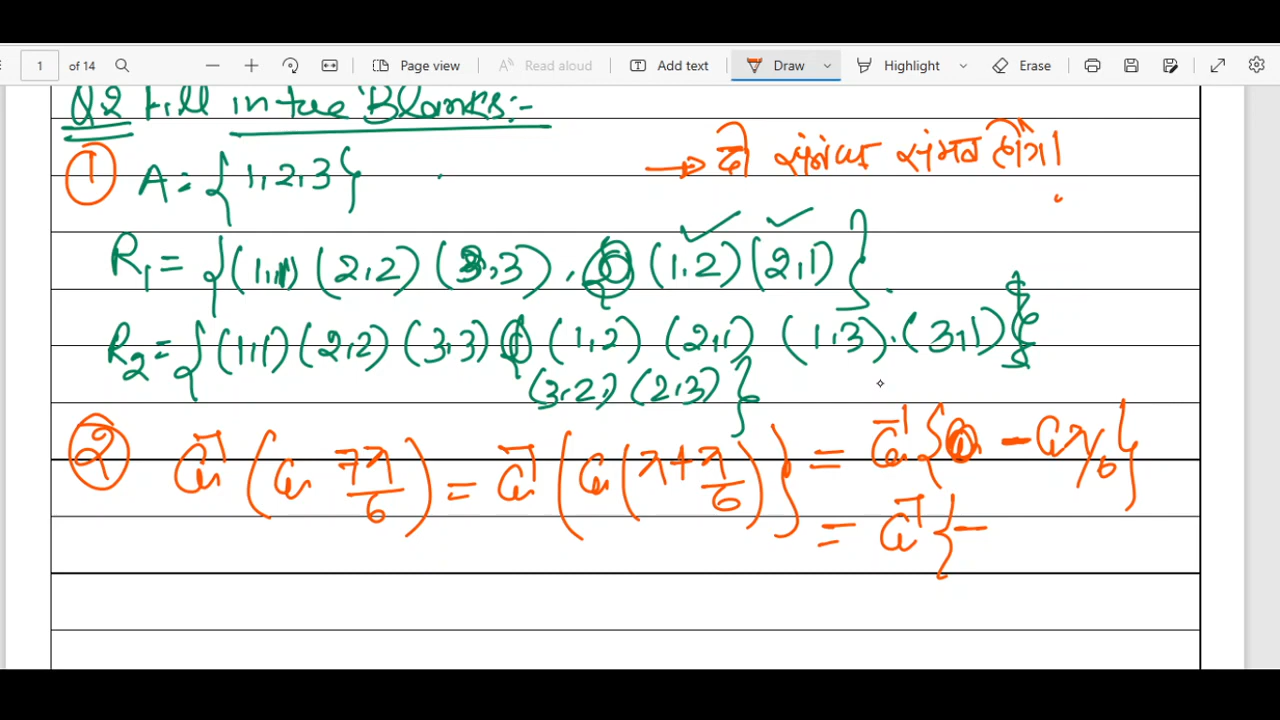 1 of 14 Page view Read aloud Add text Draw Highlight Erase
Q2 Fill in the Blanks:-
① A = {1,2,3} → दो संबंध संभव होंगे।
R₁ = {(1,1) (2,2) (3,3), (1,2) (2,1)}
R₂ = {(1,1) (2,2) (3,3) (1,2) (2,1) (1,3), (3,1)}
(3,2) (2,3)}
② cos⁻¹(cos 7π/6) = cos⁻¹{cos(π+π/6)} = cos⁻¹{-cos π/6}
= cos⁻¹{-